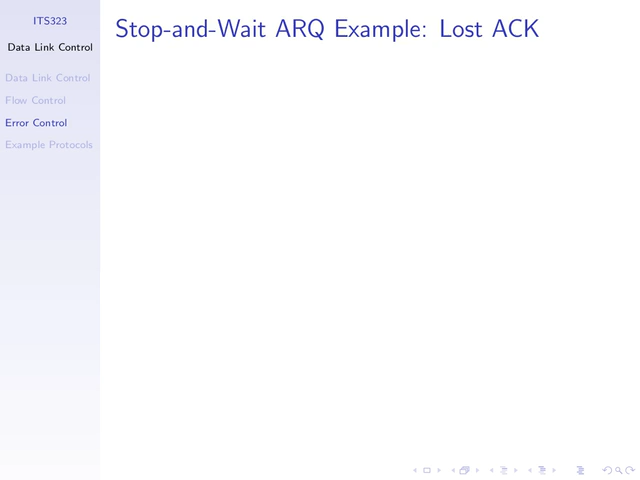 ITS323
Data Link Control
Data Link Control
Flow Control
Error Control
Example Protocols
Stop-and-Wait ARQ Example: Lost ACK